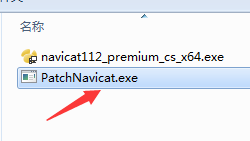 名称
navicat112_premium_cs_x64.exe
PatchNavicat.exe